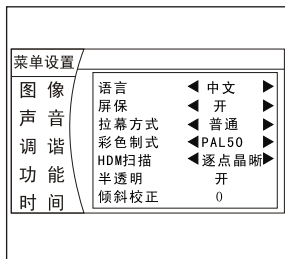 菜单设置
图 像
声 音
调 谐
功 能
时 间
语言 ◀ 中文 ▶
屏保 ◀ 开 ▶
拉幕方式 ◀ 普通 ▶
彩色制式 ◀PAL50 ▶
HDM扫描 ◀逐点晶晰▶
半透明 开
倾斜校正 0